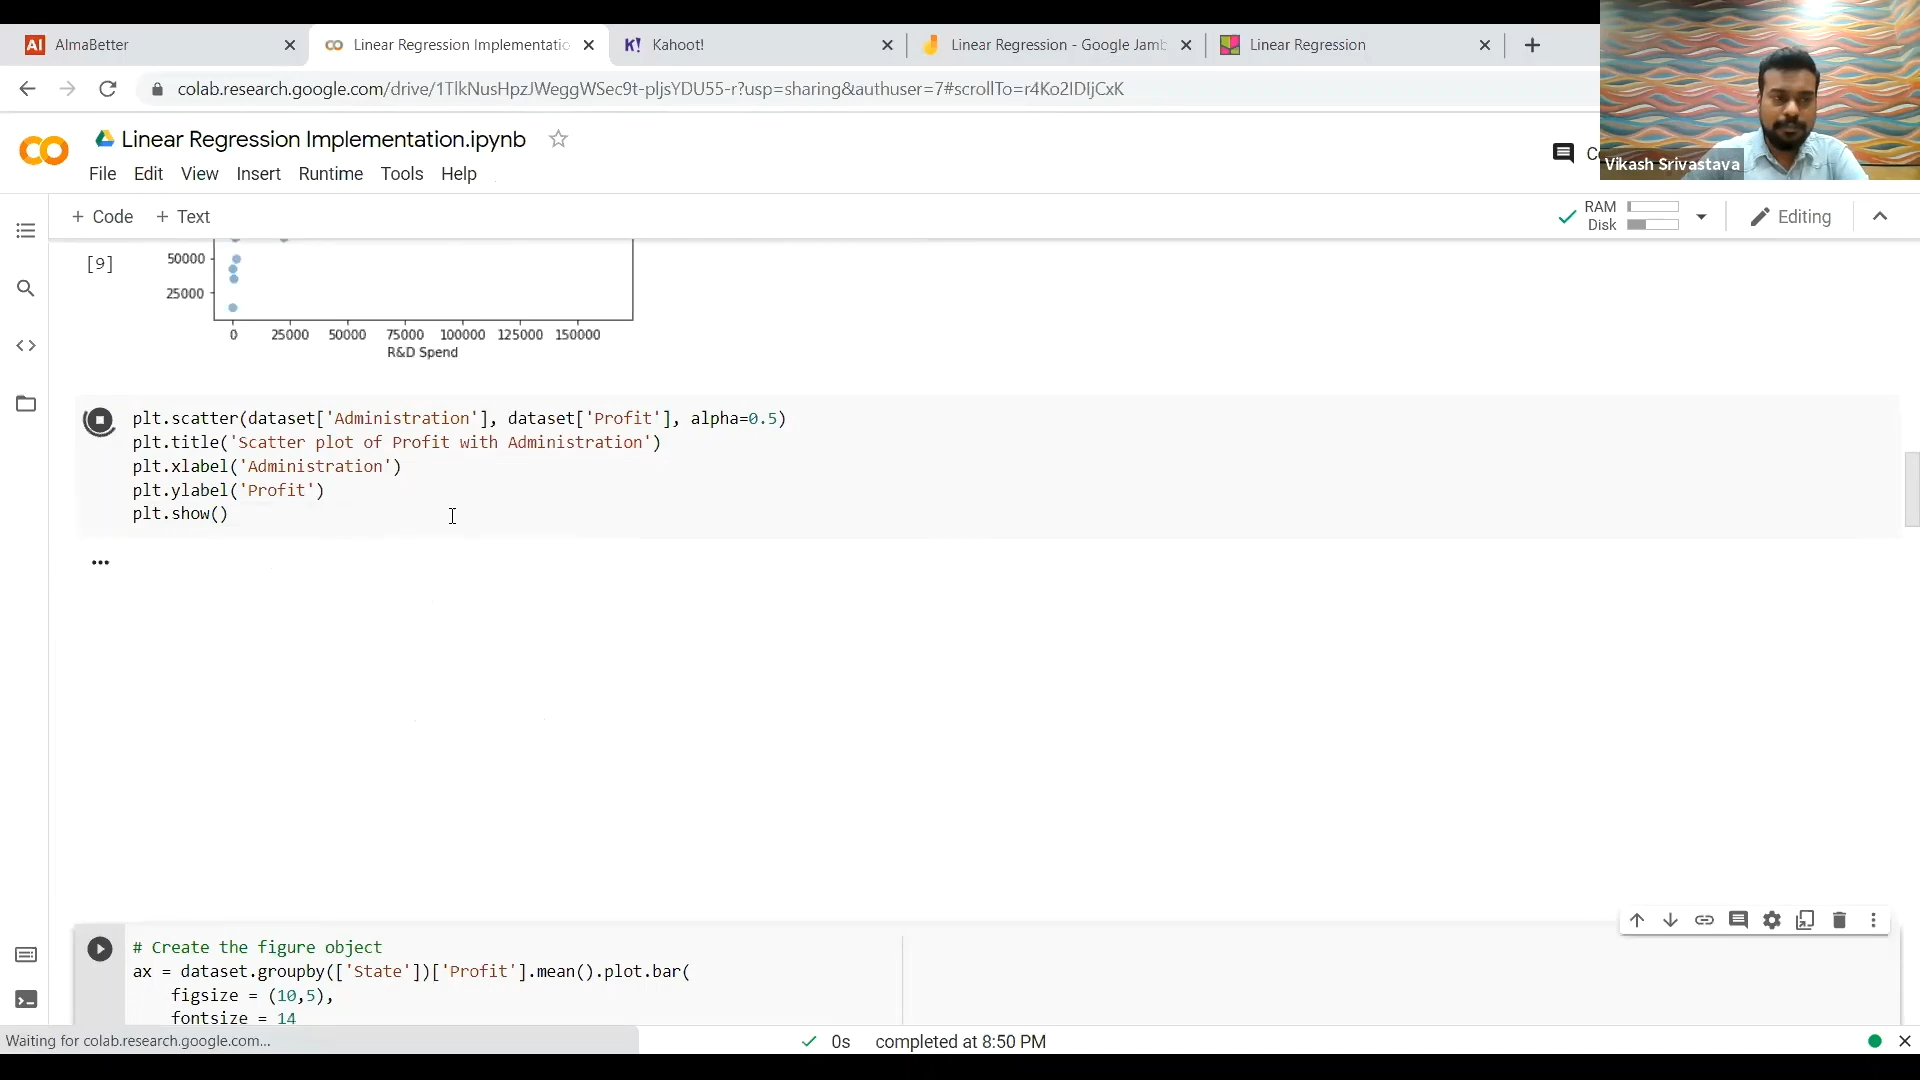 AlmaBetter
Linear Regression Implementatio
Kahoot!
Linear Regression - Google Jamb
Linear Regression
colab.research.google.com/drive/1TlkNusHpzJWeggWSec9t-pljsYDU55-r?usp=sharing&authuser=7#scrollTo=r4Ko2IDIjCxK
Linear Regression Implementation.ipynb
File Edit View Insert Runtime Tools Help
Vikash Srivastava
+ Code + Text
RAM
Disk
Editing
[9]
50000
25000
0 25000 50000 75000 100000 125000 150000
R&D Spend
plt.scatter(dataset['Administration'], dataset['Profit'], alpha=0.5)
plt.title('Scatter plot of Profit with Administration')
plt.xlabel('Administration')
plt.ylabel('Profit')
plt.show()
# Create the figure object
ax = dataset.groupby(['State'])['Profit'].mean().plot.bar(
figsize = (10,5),
fontsize = 14
Waiting for colab.research.google.com...
0s completed at 8:50 PM